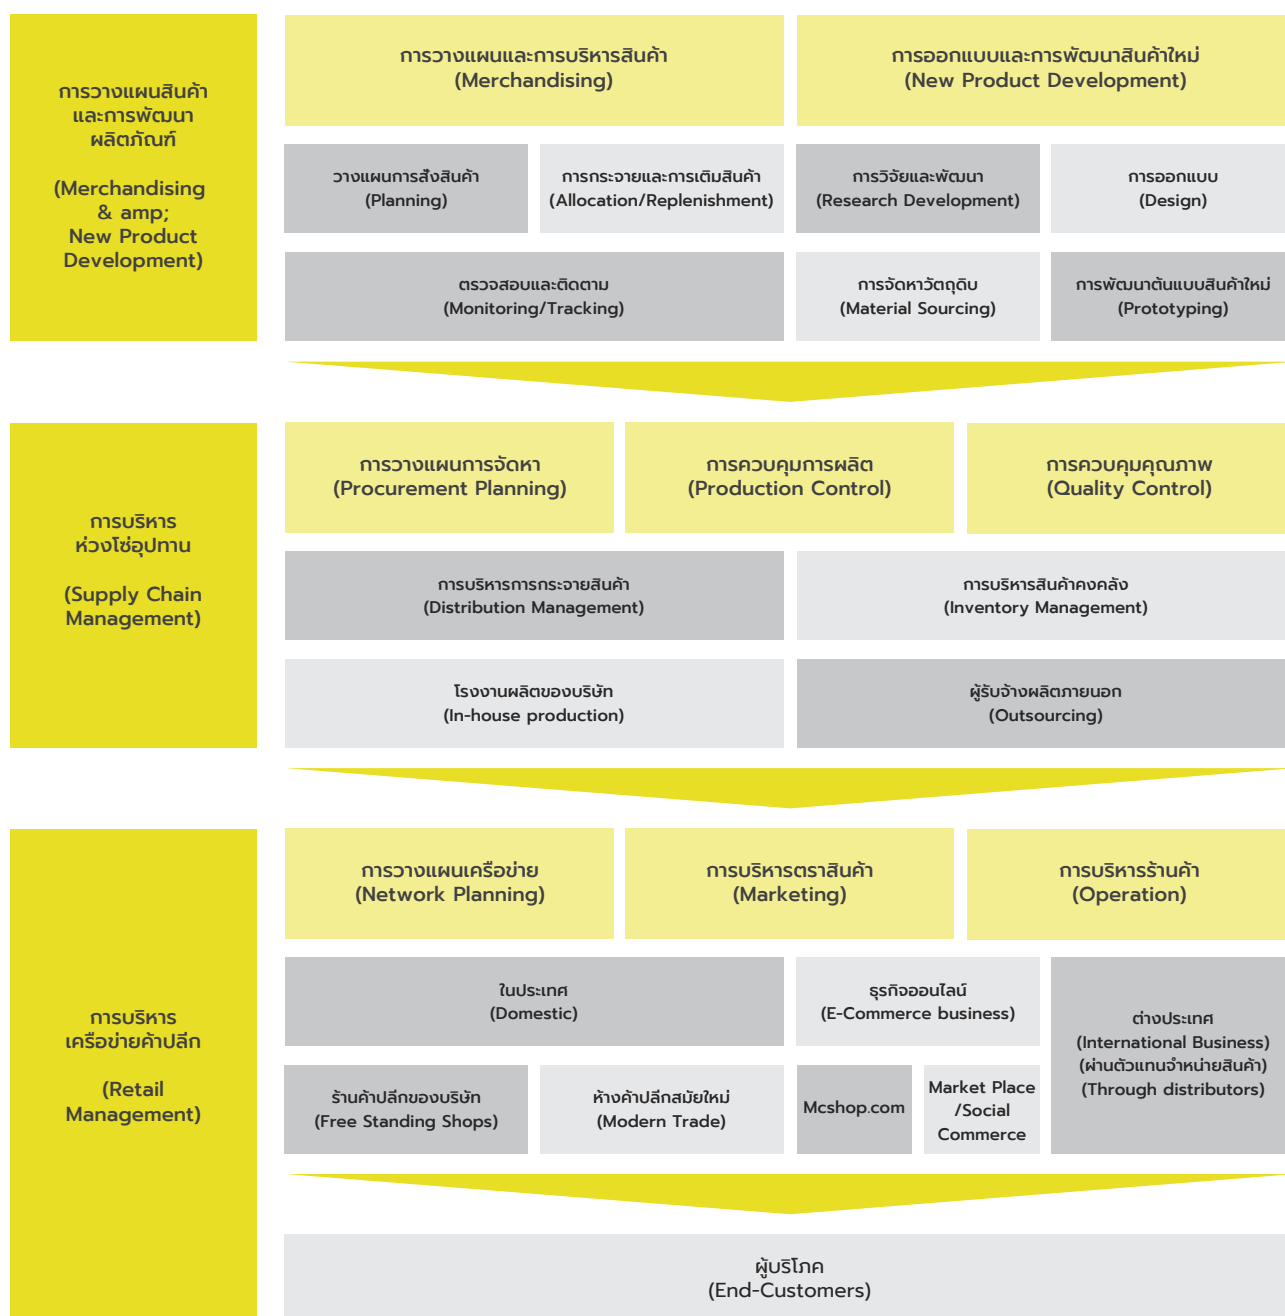 การวางแผนสินค้า
และการพัฒนา
ผลิตภัณฑ์
(Merchandising
& amp;
New Product
Development)
การวางแผนและการบริหารสินค้า
(Merchandising)
การออกแบบและการพัฒนาสินค้าใหม่
(New Product Development)
วางแผนการสั่งสินค้า
(Planning)
การกระจายและการเติมสินค้า
(Allocation/Replenishment)
การวิจัยและพัฒนา
(Research Development)
การออกแบบ
(Design)
ตรวจสอบและติดตาม
(Monitoring/Tracking)
การจัดหาวัตถุดิบ
(Material Sourcing)
การพัฒนาต้นแบบสินค้าใหม่
(Prototyping)
การบริหาร
ห่วงโซ่อุปทาน
(Supply Chain
Management)
การวางแผนการจัดหา
(Procurement Planning)
การควบคุมการผลิต
(Production Control)
การควบคุมคุณภาพ
(Quality Control)
การบริหารการกระจายสินค้า
(Distribution Management)
การบริหารสินค้าคงคลัง
(Inventory Management)
โรงงานผลิตของบริษัท
(In-house production)
ผู้รับจ้างผลิตภายนอก
(Outsourcing)
การบริหาร
เครือข่ายค้าปลีก
(Retail
Management)
การวางแผนเครือข่าย
(Network Planning)
การบริหารตราสินค้า
(Marketing)
การบริหารร้านค้า
(Operation)
ในประเทศ
(Domestic)
ธุรกิจออนไลน์
(E-Commerce business)
ต่างประเทศ
(International Business)
(ผ่านตัวแทนจำหน่ายสินค้า)
(Through distributors)
ร้านค้าปลีกของบริษัท
(Free Standing Shops)
ห้างค้าปลีกสมัยใหม่
(Modern Trade)
Mcshop.com
Market Place
/Social
Commerce
ผู้บริโภค
(End-Customers)